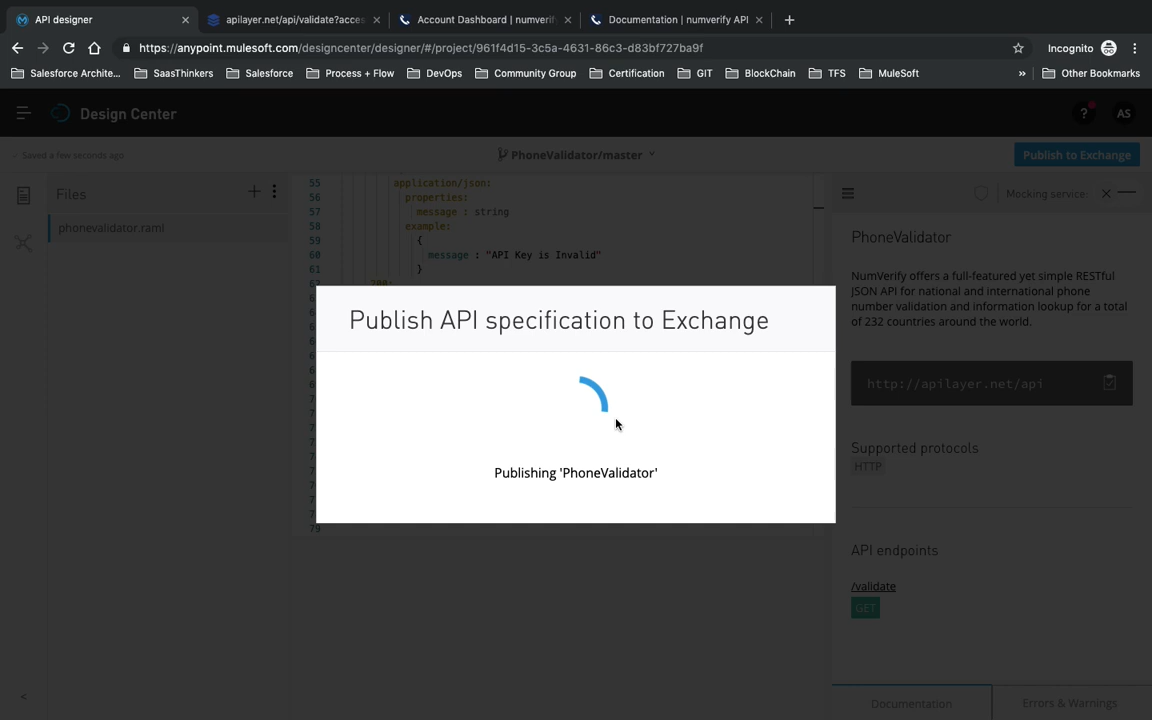 API designer
apilayer.net/api/validate?acces
Account Dashboard | numverif
Documentation | numverify API
https://anypoint.mulesoft.com/designcenter/designer/#/project/961f4d15-3c5a-4631-86c3-d83bf727ba9f
Incognito
Salesforce Archite...
SaasThinkers
Salesforce
Process + Flow
DevOps
Community Group
Certification
GIT
BlockChain
TFS
MuleSoft
»
Other Bookmarks
Design Center
?
AS
Saved a few seconds ago
PhoneValidator/master
Publish to Exchange
Files
phonevalidator.raml
55 application/json:
56 properties:
57 message : string
58 example:
59 {
60 message : "API Key is Invalid"
61 }
200:
79
Mocking service:
PhoneValidator
NumVerify offers a full-featured yet simple RESTful
JSON API for national and international phone
number validation and information lookup for a total
of 232 countries around the world.
http://apilayer.net/api
Supported protocols
HTTP
API endpoints
/validate
GET
Documentation
Errors & Warnings
Publish API specification to Exchange
Publishing 'PhoneValidator'